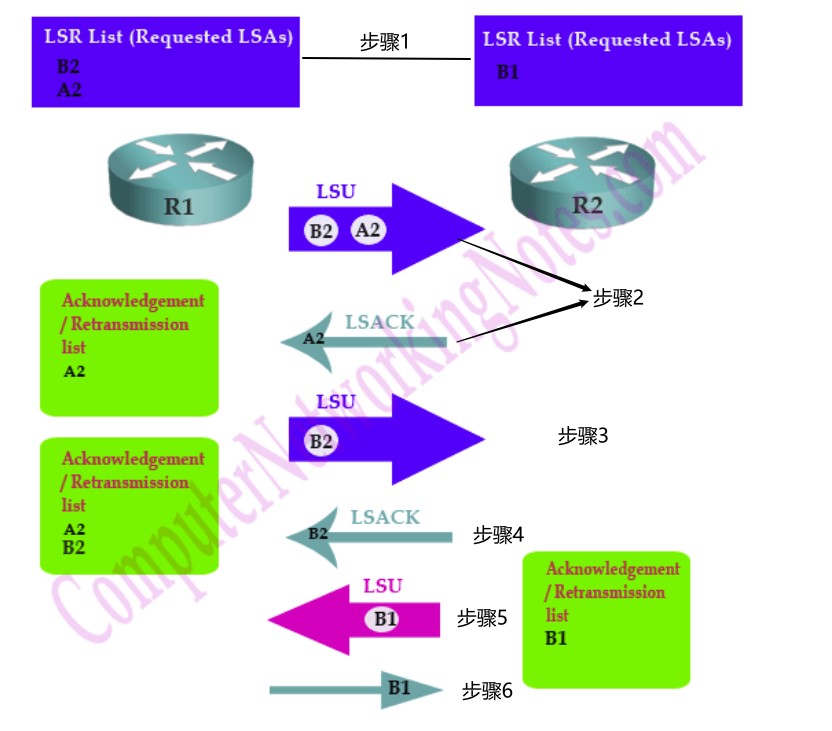 LSR List (Requested LSAs)
B2
A2
步骤1
LSR List (Requested LSAs)
B1
R1
R2
LSU
B2 A2
步骤2
Acknowledgement
/ Retransmission
list
A2
LSACK
A2
LSU
B2
步骤3
Acknowledgement
/ Retransmission
list
A2
B2
LSACK
B2
步骤4
LSU
B1
步骤5
Acknowledgement
/ Retransmission
list
B1
B1
步骤6
ComputerNetworkingNotes.com